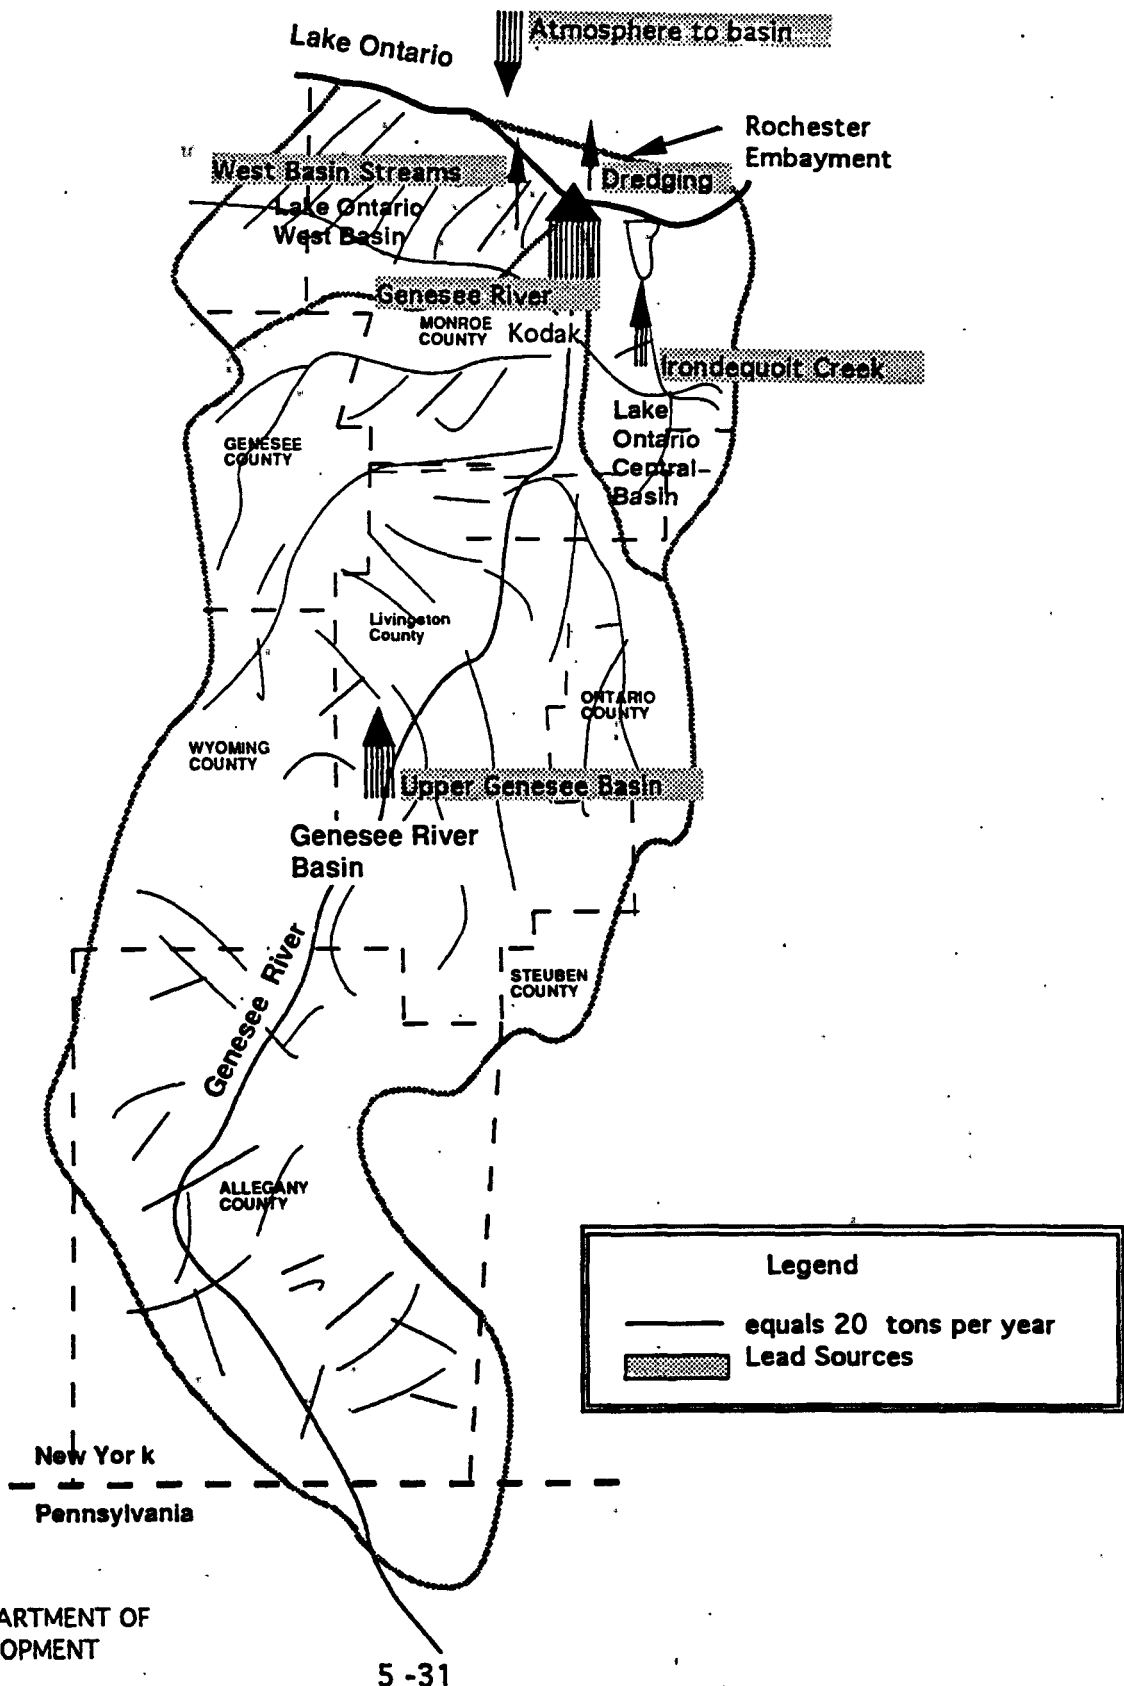 Lake Ontario
Atmosphere to basin
Rochester
Embayment
West Basin Streams
Dredging
Lake Ontario
West Basin
Genesee River
MONROE
COUNTY
Kodak
Irondequoit Creek
Lake
Ontario
Central-
Basin
GENESEE
COUNTY
Livingston
County
ONTARIO
COUNTY
WYOMING
COUNTY
Upper Genesee Basin
Genesee River
Basin
Genesee River
STEUBEN
COUNTY
ALLEGANY
COUNTY
Legend
equals 20 tons per year
Lead Sources
New York
Pennsylvania
ARTMENT OF
OPMENT
5-31